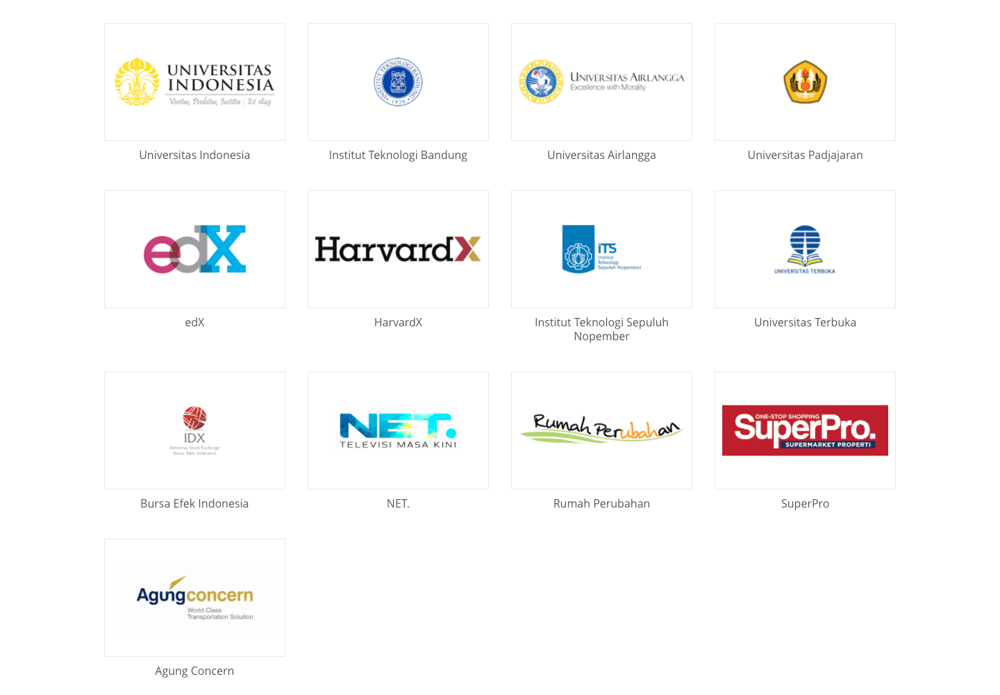 UNIVERSITAS
INDONESIA
Veritas, Probitas, Iustitia | Est. 1849
Universitas Indonesia
INSTITUT TEKNOLOGI BANDUNG
1920
Institut Teknologi Bandung
UNIVERSITAS AIRLANGGA
Excellence with Morality
Universitas Airlangga
Universitas Padjajaran
edX
edX
HarvardX
HarvardX
iTS
Institut
Teknologi
Sepuluh Nopember
Institut Teknologi Sepuluh
Nopember
UNIVERSITAS TERBUKA
Universitas Terbuka
IDX
Indonesia Stock Exchange
Bursa Efek Indonesia
Bursa Efek Indonesia
NET.
TELEVISI MASA KINI
NET.
Rumah Perubahan
Rumah Perubahan
ONE-STOP SHOPPING
SuperPro.
SUPERMARKET PROPERTI
SuperPro
Agungconcern
World Class
Transportation Solution
Agung Concern